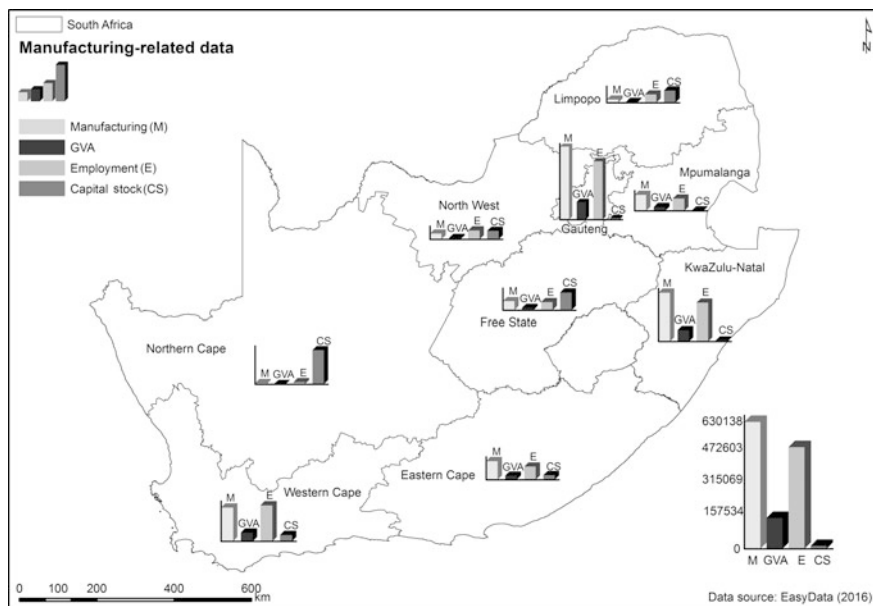 South Africa
N
Manufacturing-related data
Manufacturing (M)
GVA
Employment (E)
Capital stock (CS)
Limpopo
M GVA E CS
Mpumalanga
M GVA E CS
Gauteng
M GVA E CS
North West
M GVA E CS
KwaZulu-Natal
M GVA E CS
Free State
M GVA E CS
Northern Cape
M GVA E CS
Eastern Cape
M GVA E CS
Western Cape
M GVA E CS
630138
472603
315069
157534
0
M GVA E CS
0 100 200 400 600
km
Data source: EasyData (2016)